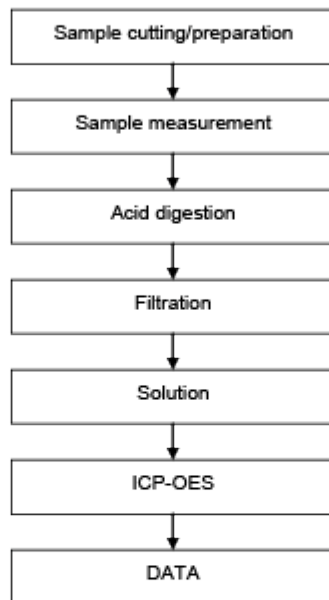 Sample cutting/preparation
Sample measurement
Acid digestion
Filtration
Solution
ICP-OES
DATA